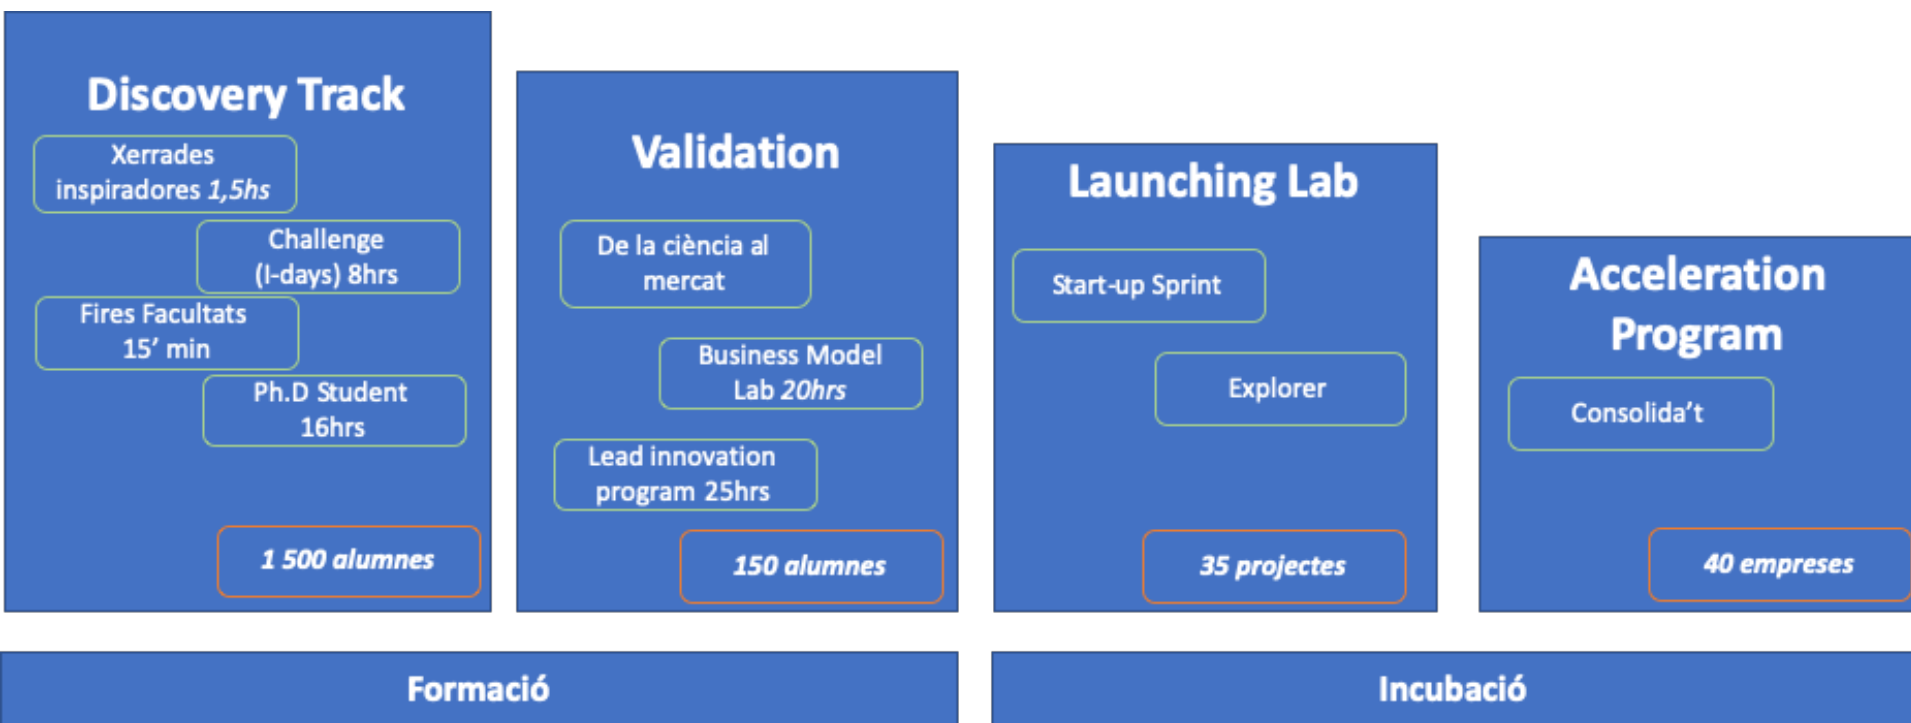 Discovery Track
Xerrades
inspiradores 1,5hs
Challenge
(I-days) 8hrs
Fires Facultats
15’ min
Ph.D Student
16hrs
1 500 alumnes
Validation
De la ciència al
mercat
Business Model
Lab 20hrs
Lead innovation
program 25hrs
150 alumnes
Launching Lab
Start-up Sprint
Explorer
35 projectes
Acceleration
Program
Consolida’t
40 empreses
Formació
Incubació